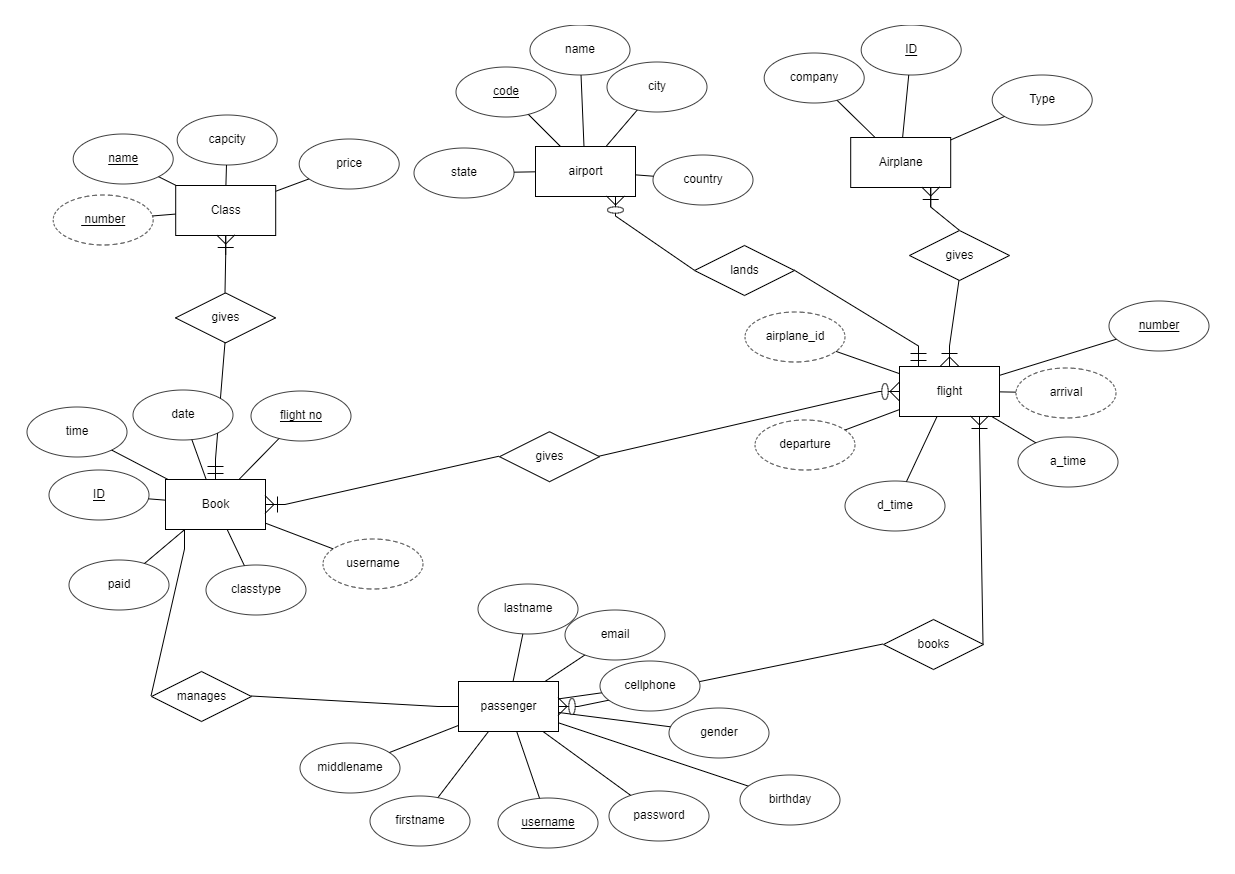 name
ID
company
city
code
Type
capcity
name
price
Airplane
airport
state
country
Class
number
gives
lands
gives
number
airplane_id
flight
arrival
date
flight no
time
departure
gives
a_time
ID
Book
d_time
username
paid
classtype
lastname
email
books
cellphone
manages
passenger
gender
middlename
birthday
firstname
username
password